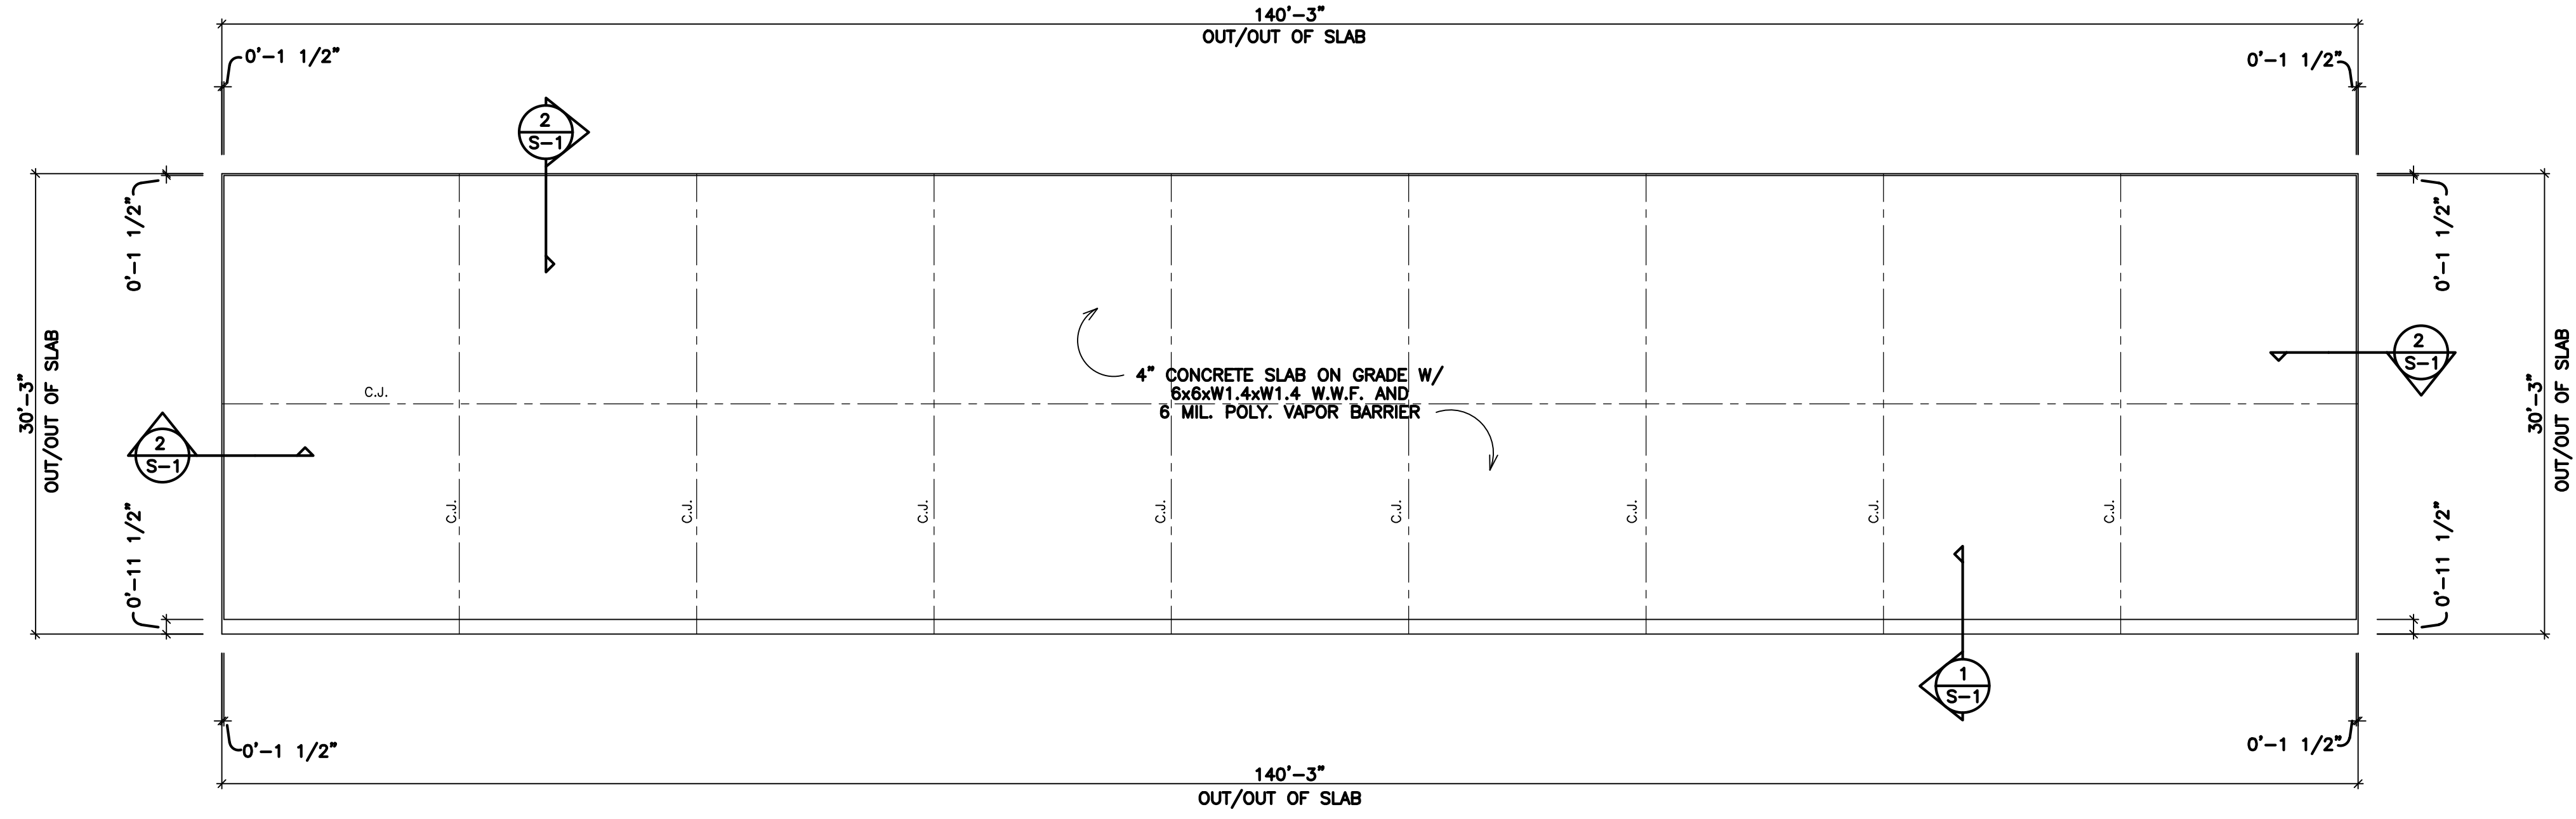 140'-3"
OUT/OUT OF SLAB
0'-1 1/2"
0'-1 1/2"
2
S-1
0'-1 1/2"
0'-1 1/2"
30'-3"
OUT/OUT OF SLAB
30'-3"
OUT/OUT OF SLAB
2
S-1
4" CONCRETE SLAB ON GRADE W/
6x6xW1.4xW1.4 W.W.F. AND
6 MIL. POLY. VAPOR BARRIER
C.J.
2
S-1
0'-11 1/2"
C.J.
C.J.
C.J.
C.J.
C.J.
C.J.
C.J.
C.J.
0'-11 1/2"
1
S-1
0'-1 1/2"
0'-1 1/2"
140'-3"
OUT/OUT OF SLAB